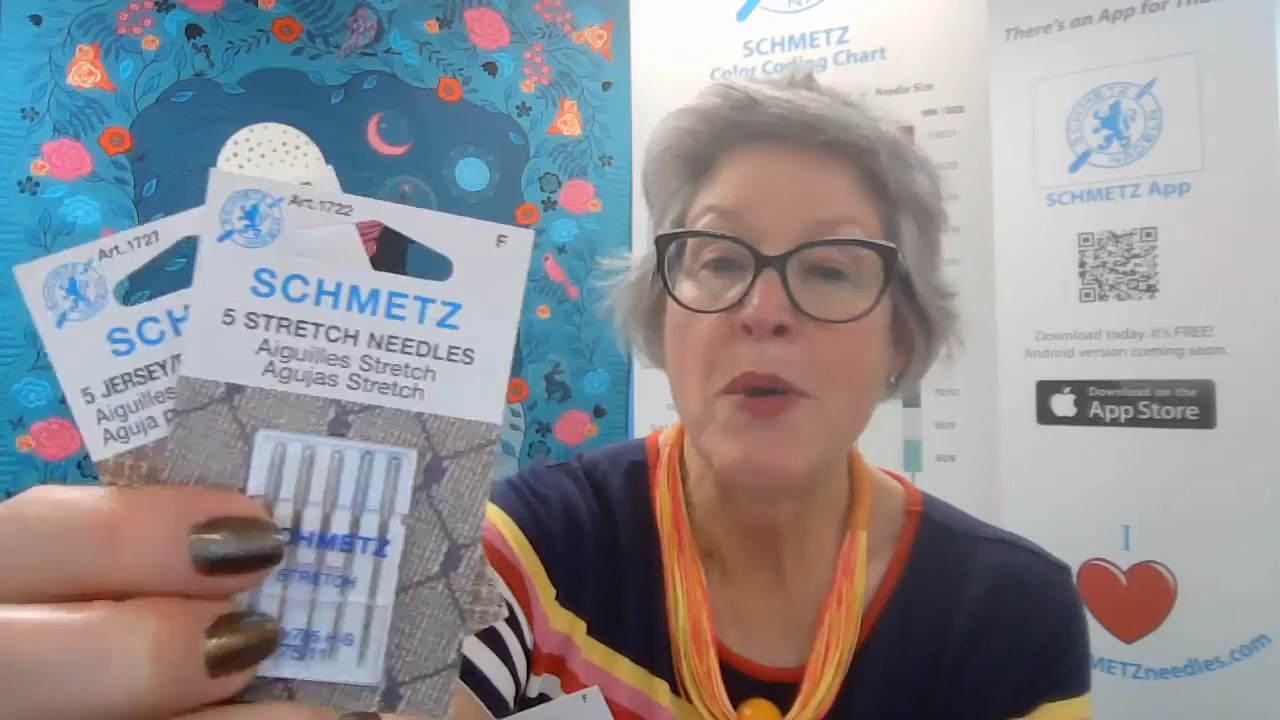 Art.1727
SCH
5 JERSEY/
Aiguilles
Aguja
Art.1722
F
SCHMETZ
5 STRETCH NEEDLES
Aiguilles Stretch
Agujas Stretch
SCHMETZ
STRETCH
F
SCHMETZ
Color Coding Chart
Needle Size
There's an App for
SCHMETZ App
Download today. It's FREE!
Android version coming soon.
Download on the
App Store
I
METZneedles.com